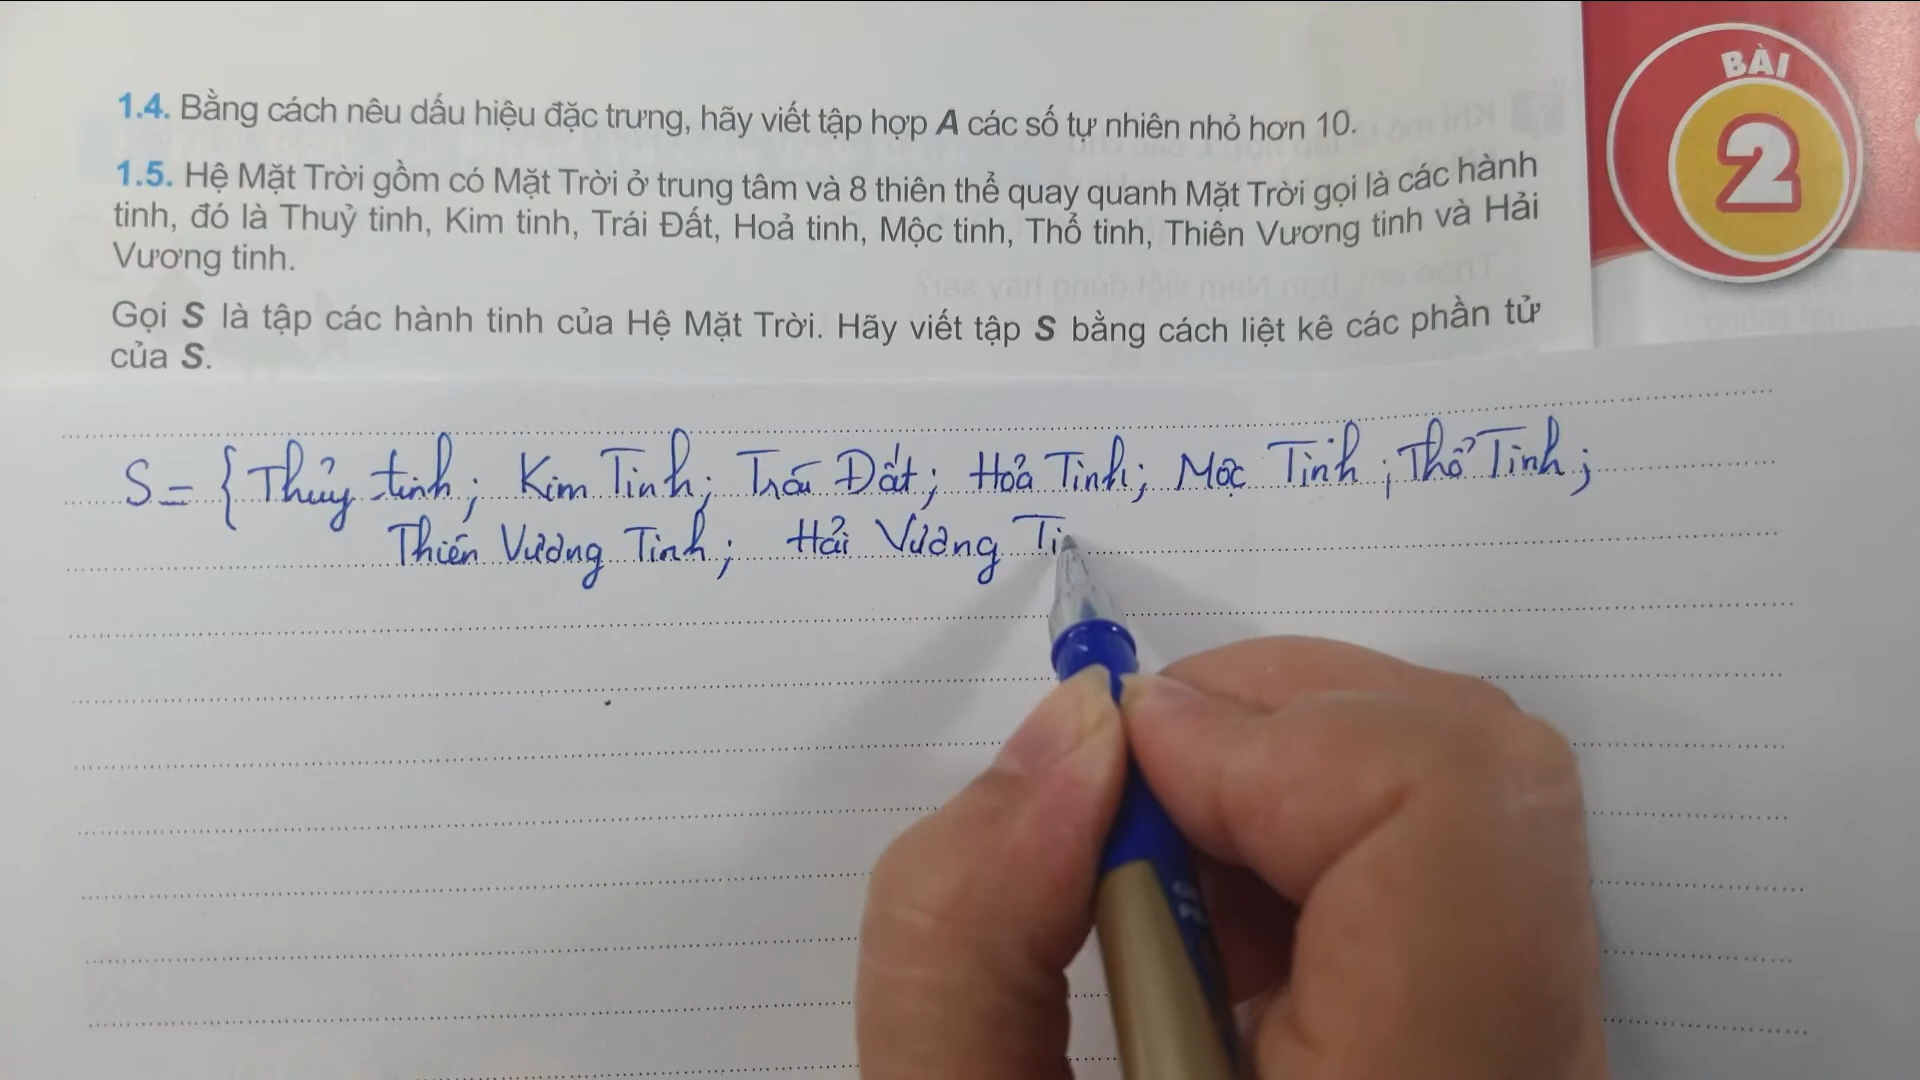 BÀI
2
1.4. Bằng cách nêu dấu hiệu đặc trưng, hãy viết tập hợp A các số tự nhiên nhỏ hơn 10.
1.5. Hệ Mặt Trời gồm có Mặt Trời ở trung tâm và 8 thiên thể quay quanh Mặt Trời gọi là các hành
tinh, đó là Thuỷ tinh, Kim tinh, Trái Đất, Hoả tinh, Mộc tinh, Thổ tinh, Thiên Vương tinh và Hải
Vương tinh.
Gọi S là tập các hành tinh của Hệ Mặt Trời. Hãy viết tập S bằng cách liệt kê các phần tử
của S.
S = { Thủy tinh; Kim Tinh; Trái Đất; Hoả Tinh; Mộc Tinh; Thổ Tinh;
Thiên Vương Tinh; Hải Vương Ti